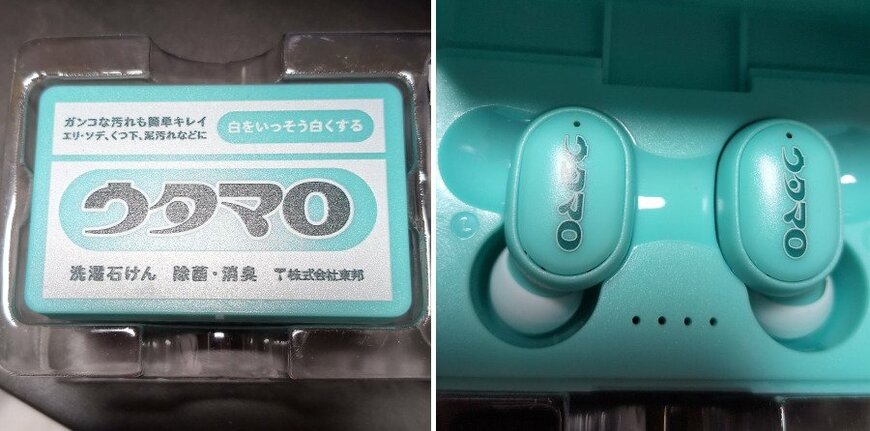 ガンコな汚れも簡単キレイ
エリ・ソデ、くつ下、泥汚れなどに
白をいっそう白くする
ウタマロ
洗濯石けん 除菌・消臭 株式会社東邦
ウタマロ
ウタマロ